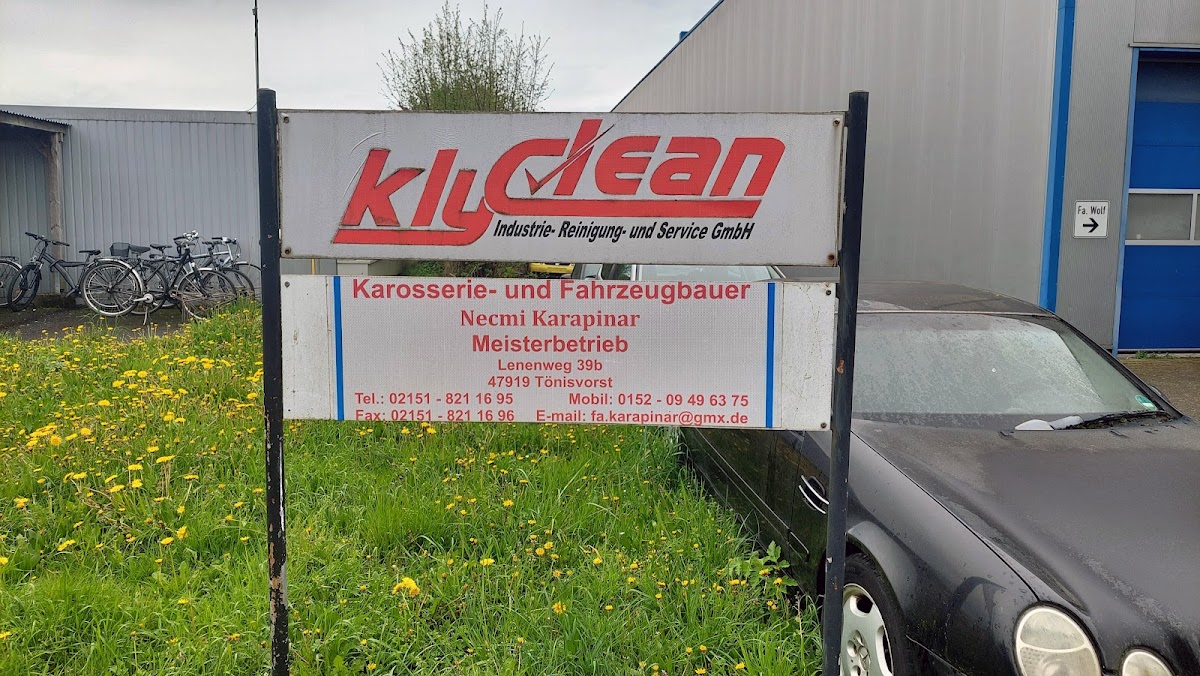 KlyClean
Industrie- Reinigung- und Service GmbH
Karosserie- und Fahrzeugbauer
Necmi Karapinar
Meisterbetrieb
Lenenweg 39b
47919 Tönisvorst
Tel.: 02151 - 821 16 95 Mobil: 0152 - 09 49 63 75
Fax: 02151 - 821 16 96 E-mail: fa.karapinar@gmx.de
Fa. Wolf
→